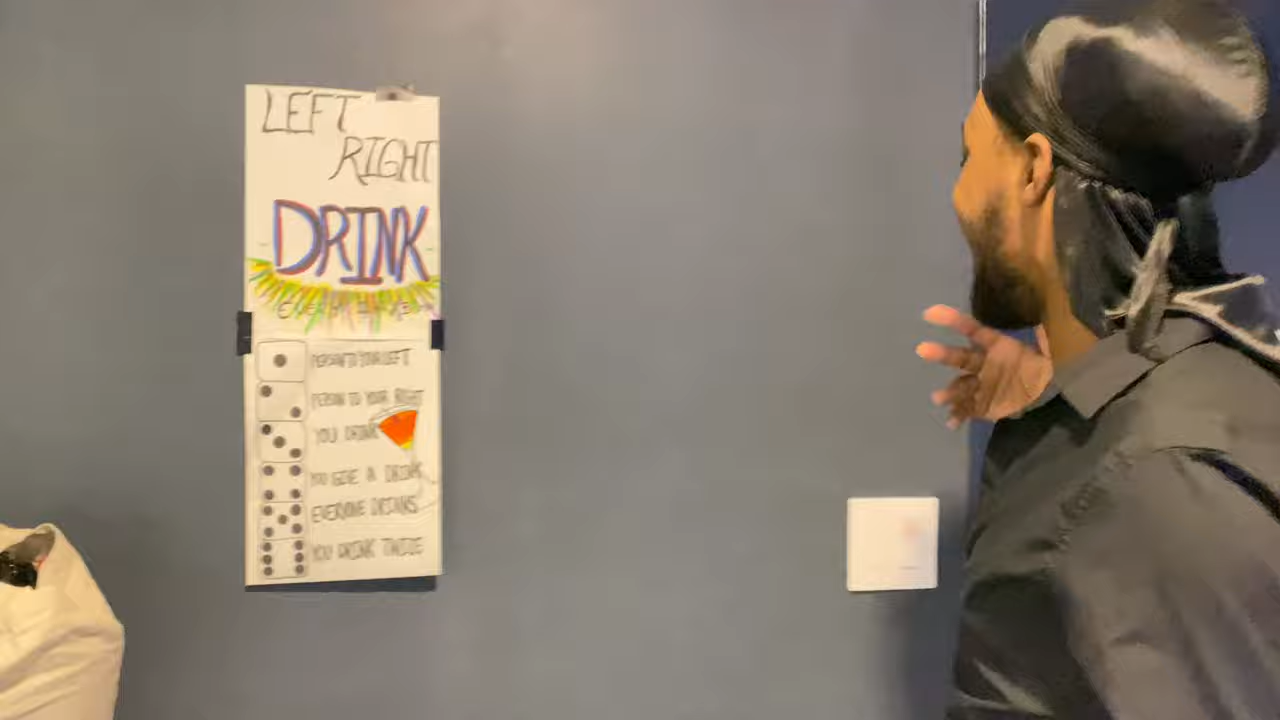 LEFT
RIGHT
DRINK
PERSON TO YOUR LEFT
PERSON TO YOUR RIGHT
YOU DRINK
YOU GIVE A DRINK
EVERYONE DRINKS
YOU DRINK TWICE